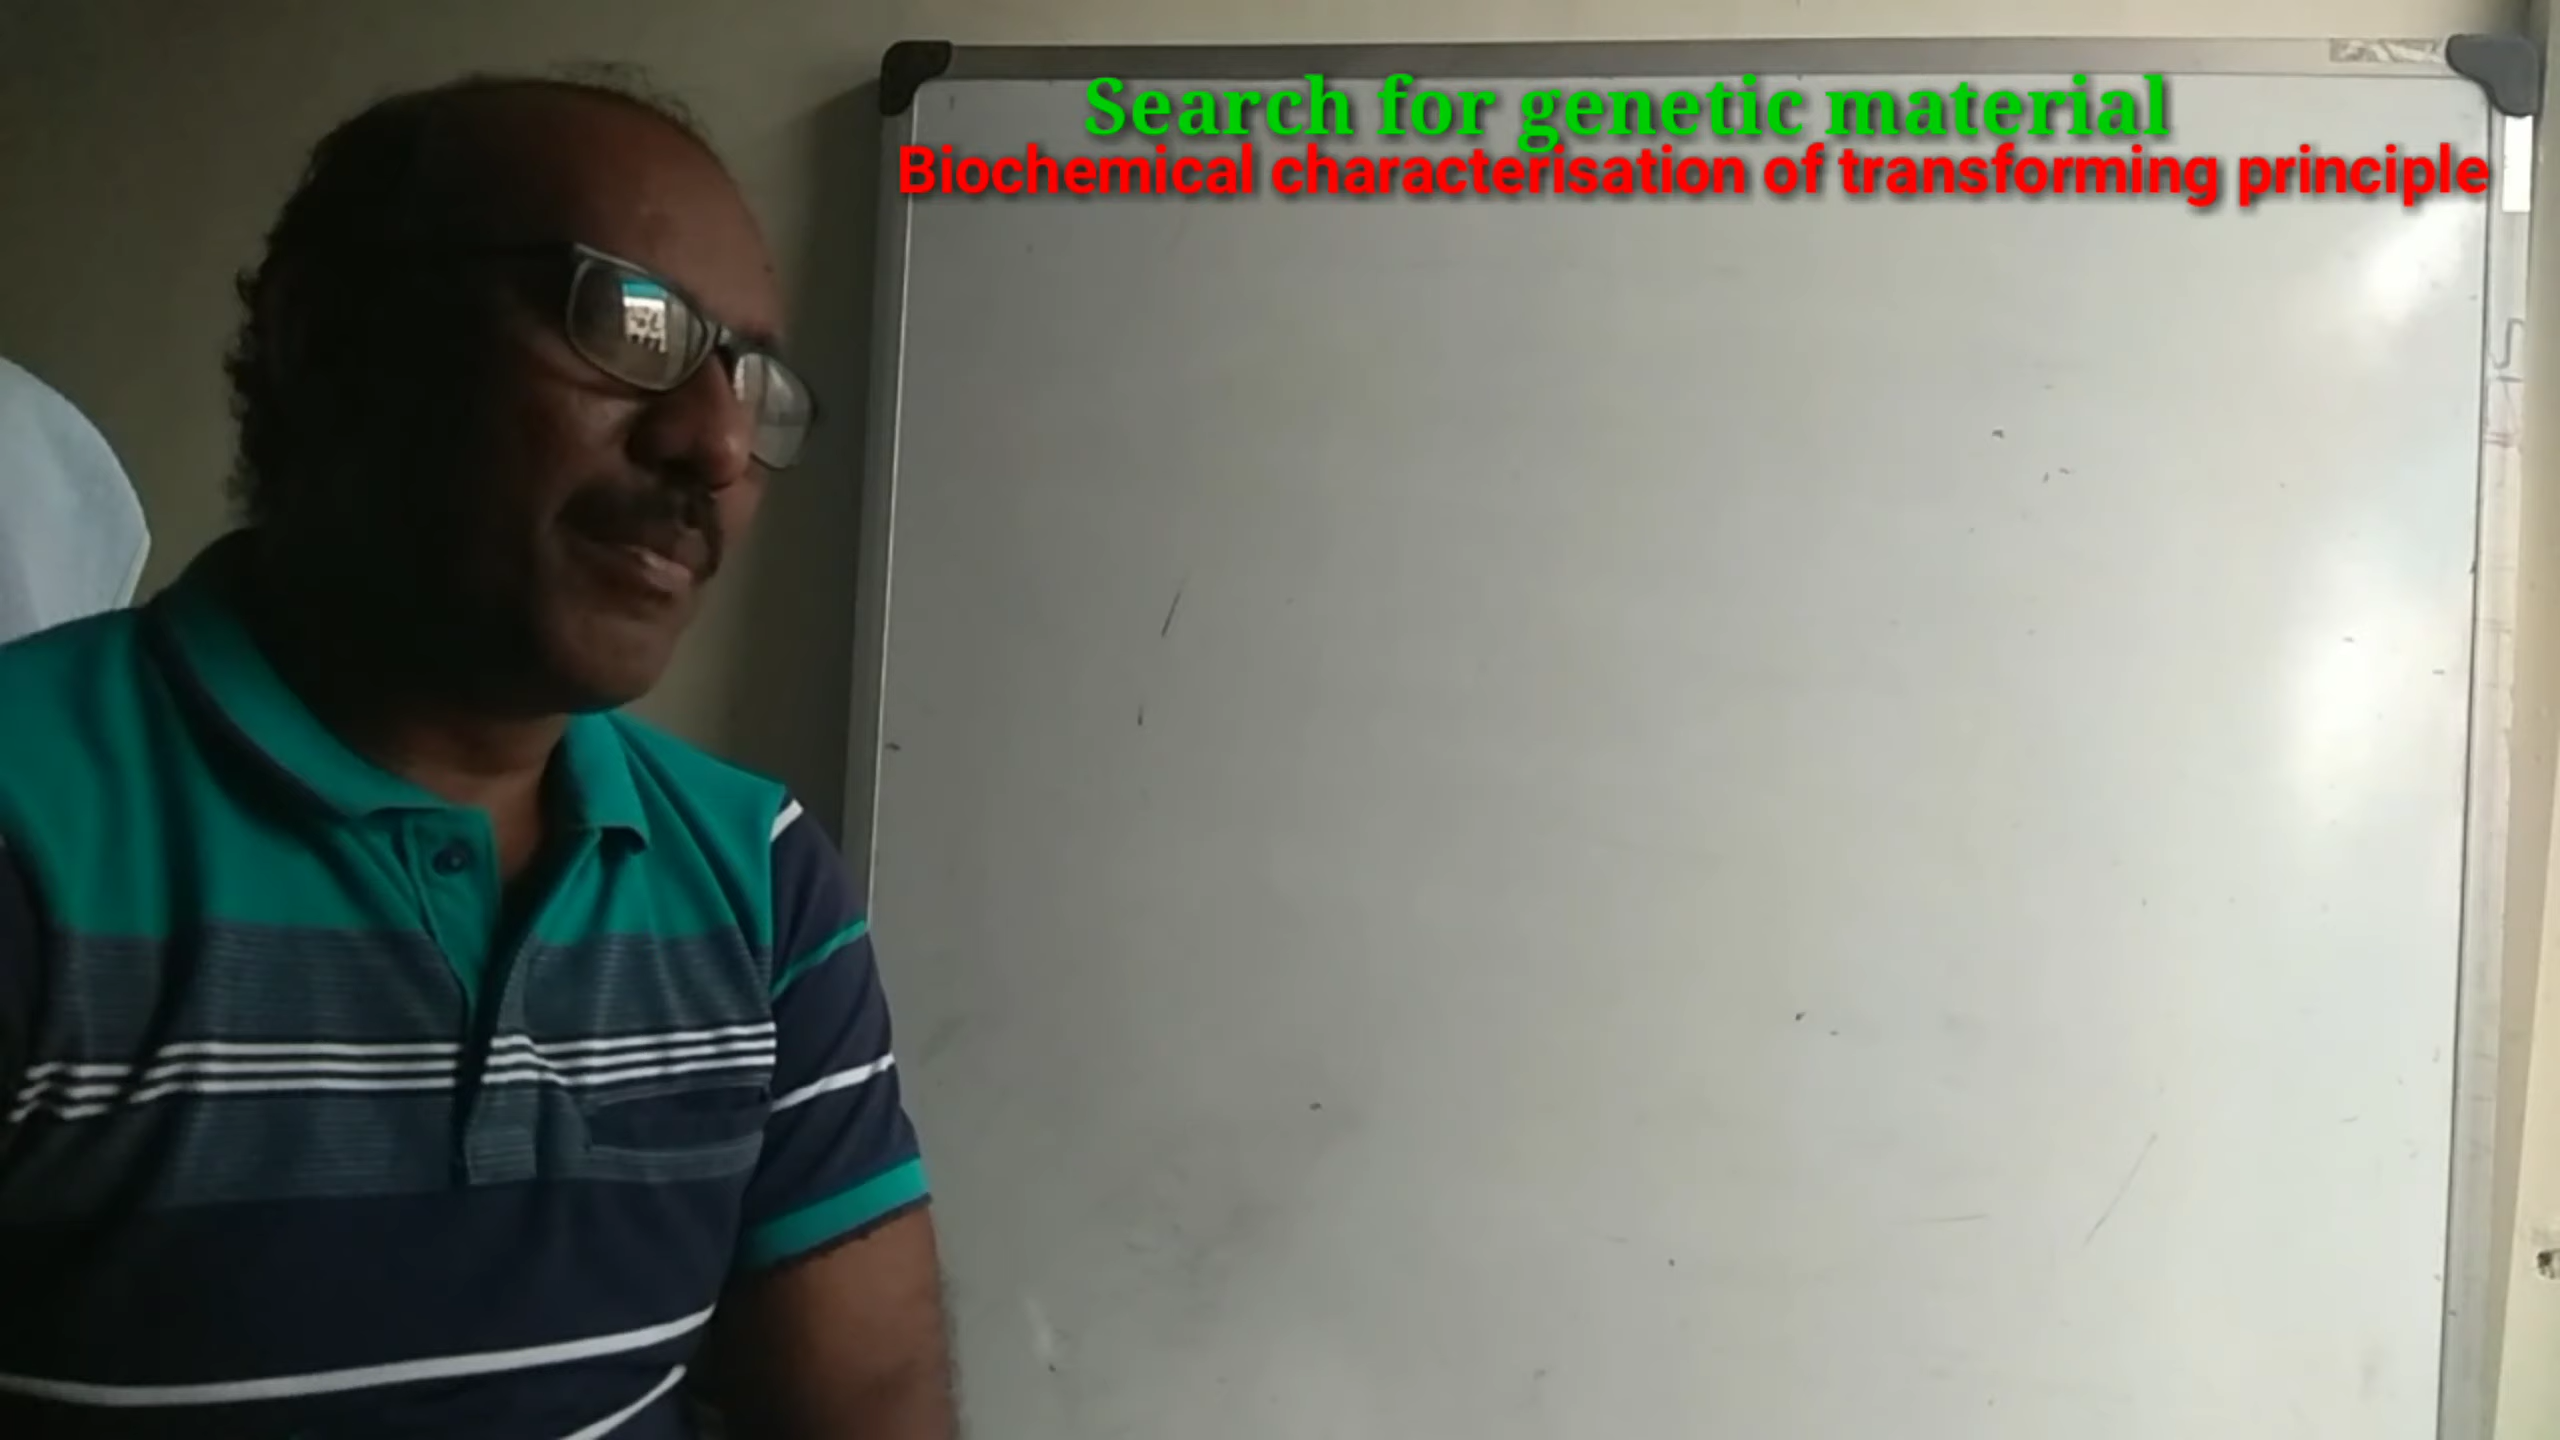 Search for genetic material
Biochemical characterisation of transforming principle